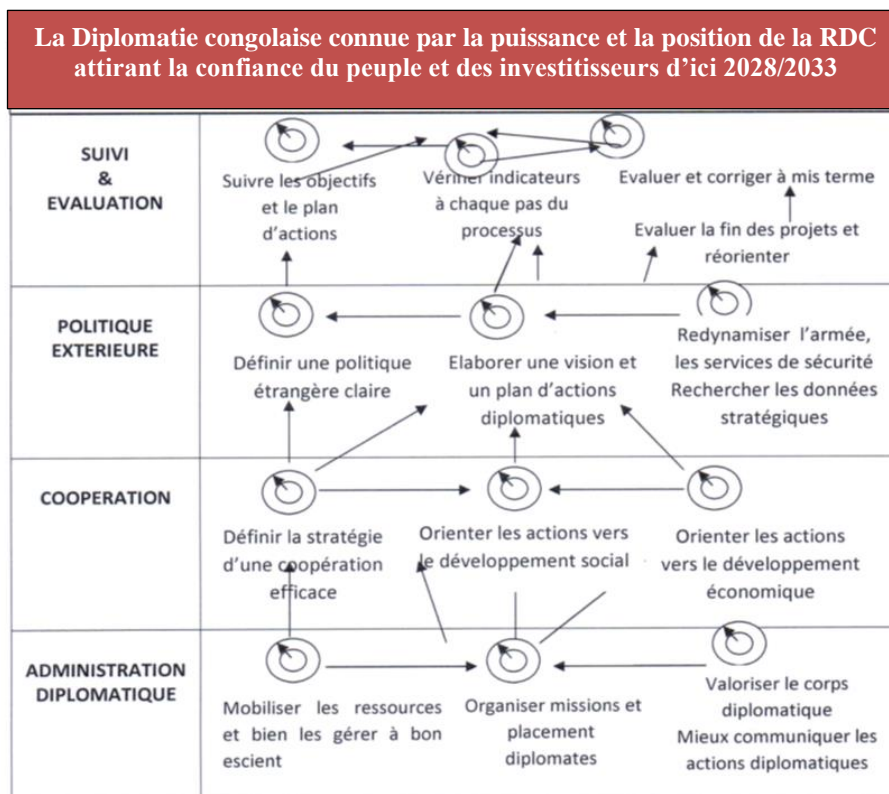 La Diplomatie congolaise connue par la puissance et la position de la RDC
attirant la confiance du peuple et des investitisseurs d'ici 2028/2033
SUIVI
&
EVALUATION
Suivre les objectifs
et le plan
d'actions
Vérifier indicateurs
à chaque pas du
processus
Evaluer et corriger à mis terme
Evaluer la fin des projets et
réorienter
POLITIQUE
EXTERIEURE
Définir une politique
étrangère claire
Elaborer une vision et
un plan d'actions
diplomatiques
Redynamiser l'armée,
les services de sécurité
Rechercher les données
stratégiques
COOPERATION
Définir la stratégie
d'une coopération
efficace
Orienter les actions vers
le développement social
Orienter les actions
vers le développement
économique
ADMINISTRATION
DIPLOMATIQUE
Mobiliser les ressources
et bien les gérer à bon
escient
Organiser missions et
placement
diplomates
Valoriser le corps
diplomatique
Mieux communiquer les
actions diplomatiques